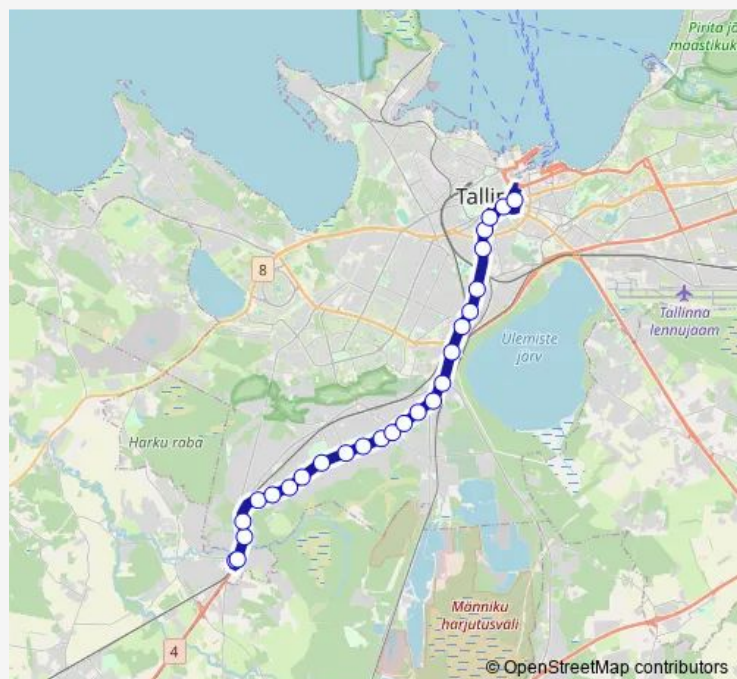 Pirita jõ
maastikuk
Tallin
8
Tallinna
lennujaam
Ülemiste
järv
Harku raba
Männiku
harjutusväli
4
© OpenStreetMap contributors